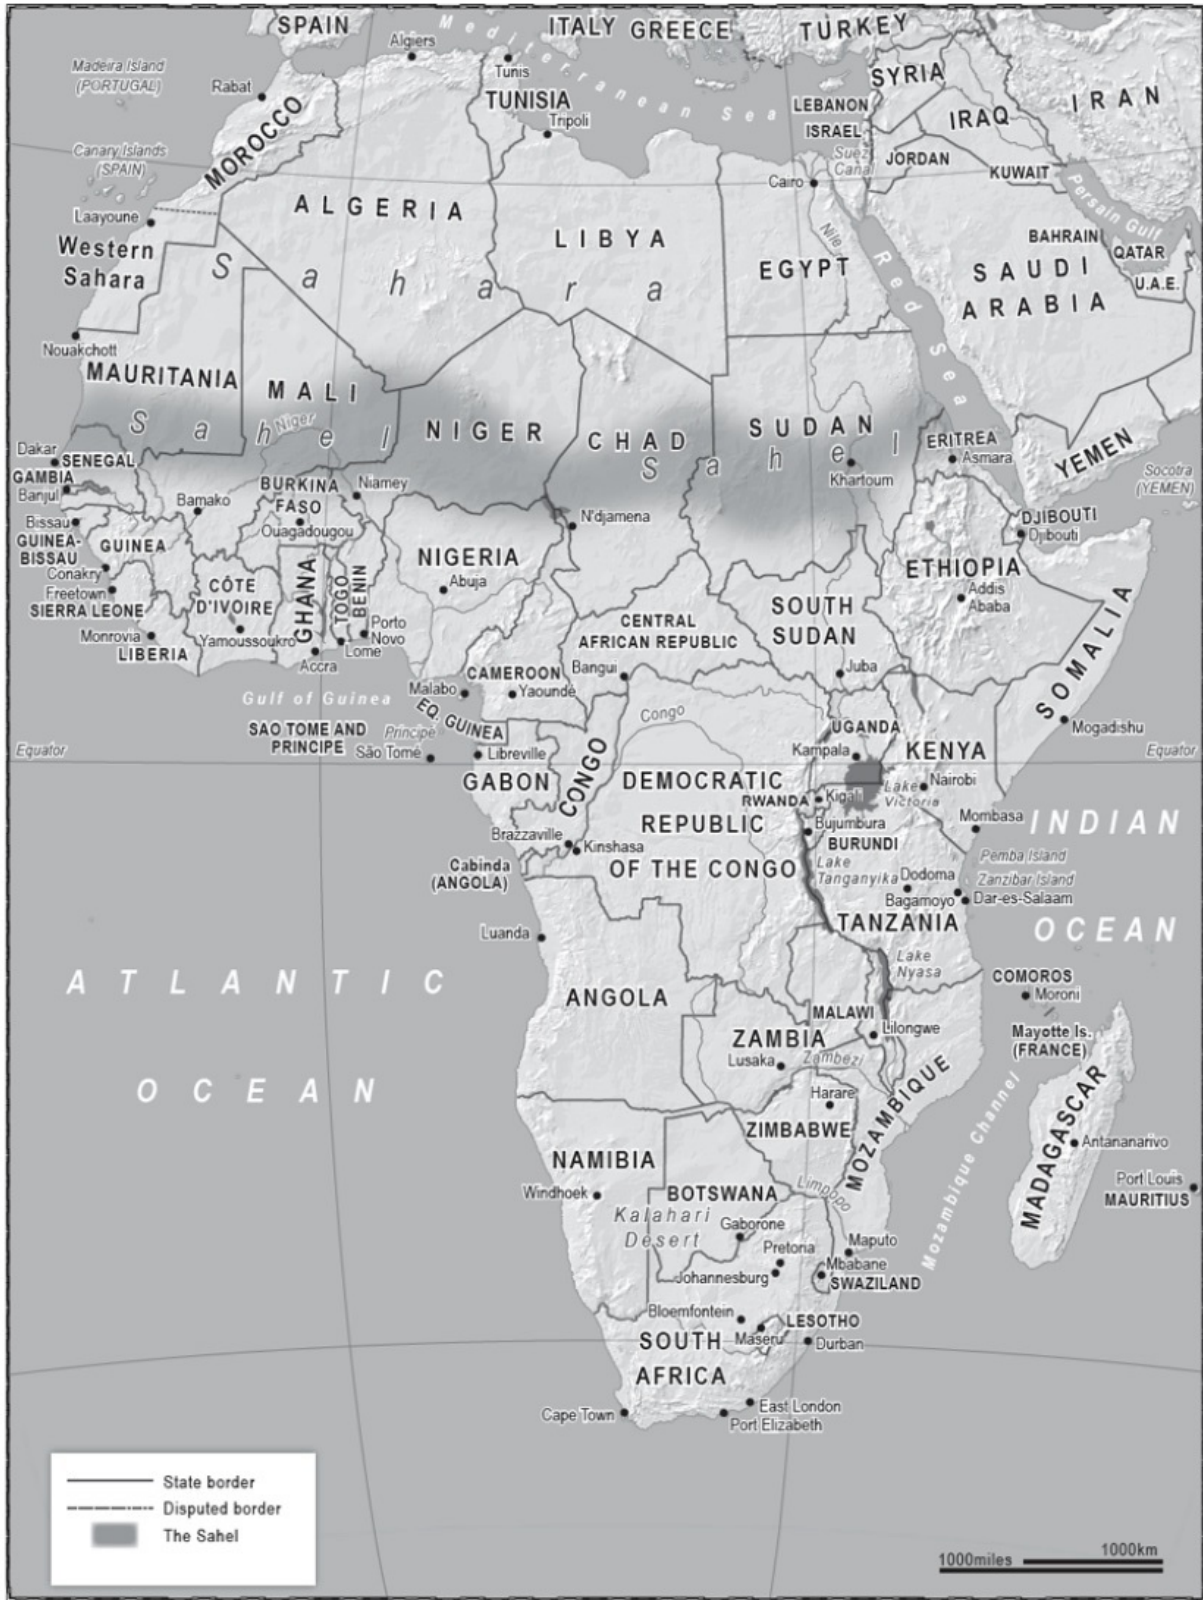 SPAIN
ITALY
GREECE
TURKEY
Mediterranean Sea
Algiers
Tunis
Madeira Island
(PORTUGAL)
Rabat
TUNISIA
Tripoli
SYRIA
LEBANON
ISRAEL
IRAQ
IRAN
MOROCCO
Canary Islands
(SPAIN)
Suez
Canal
JORDAN
KUWAIT
Cairo
Persain Gulf
Laayoune
ALGERIA
LIBYA
EGYPT
Nile
Western
Sahara
Sahara
Red Sea
BAHRAIN
QATAR
U.A.E.
SAUDI
ARABIA
Nouakchott
MAURITANIA
MALI
NIGER
CHAD
SUDAN
Sahel
Niger
Sahel
Khartoum
ERITREA
Asmara
YEMEN
Socotra
(YEMEN)
Dakar
SENEGAL
GAMBIA
Banjul
Bamako
BURKINA
FASO
Ouagadougou
Niamey
N'djamena
Bissau
GUINEA-
BISSAU
GUINEA
Conakry
Freetown
SIERRA LEONE
CÔTE
D'IVOIRE
Yamoussoukro
GHANA
TOGO
BENIN
NIGERIA
Abuja
DJIBOUTI
Djibouti
ETHIOPIA
Addis
Ababa
Monrovia
LIBERIA
Accra
Porto
Novo
Lome
CENTRAL
AFRICAN REPUBLIC
Bangui
SOUTH
SUDAN
Juba
SOMALIA
Mogadishu
Gulf of Guinea
Malabo
CAMEROON
Yaoundé
EQ. GUINEA
SAO TOME AND
PRINCIPE
Principe
São Tomé
Libreville
GABON
CONGO
Congo
UGANDA
Kampala
KENYA
Nairobi
Equator
Equator
DEMOCRATIC
REPUBLIC
OF THE CONGO
RWANDA
Kigali
Lake
Victoria
Bujumbura
BURUNDI
Mombasa
INDIAN
OCEAN
Brazzaville
Kinshasa
Cabinda
(ANGOLA)
Lake
Tanganyika
Dodoma
Bagamoyo
Pemba Island
Zanzibar Island
Dar-es-Salaam
TANZANIA
Luanda
ATLANTIC
OCEAN
ANGOLA
Lake
Nyasa
COMOROS
Moroni
MALAWI
Lilongwe
Mayotte Is.
(FRANCE)
ZAMBIA
Lusaka
Zambezi
Harare
ZIMBABWE
MOZAMBIQUE
Mozambique Channel
MADAGASCAR
Antananarivo
Port Louis
MAURITIUS
NAMIBIA
Windhoek
BOTSWANA
Kalahari
Desert
Limpopo
Gaborone
Pretoria
Johannesburg
Maputo
Mbabane
SWAZILAND
Bloemfontein
Maseru
LESOTHO
Durban
SOUTH
AFRICA
Cape Town
East London
Port Elizabeth
State border
Disputed border
The Sahel
1000miles
1000km